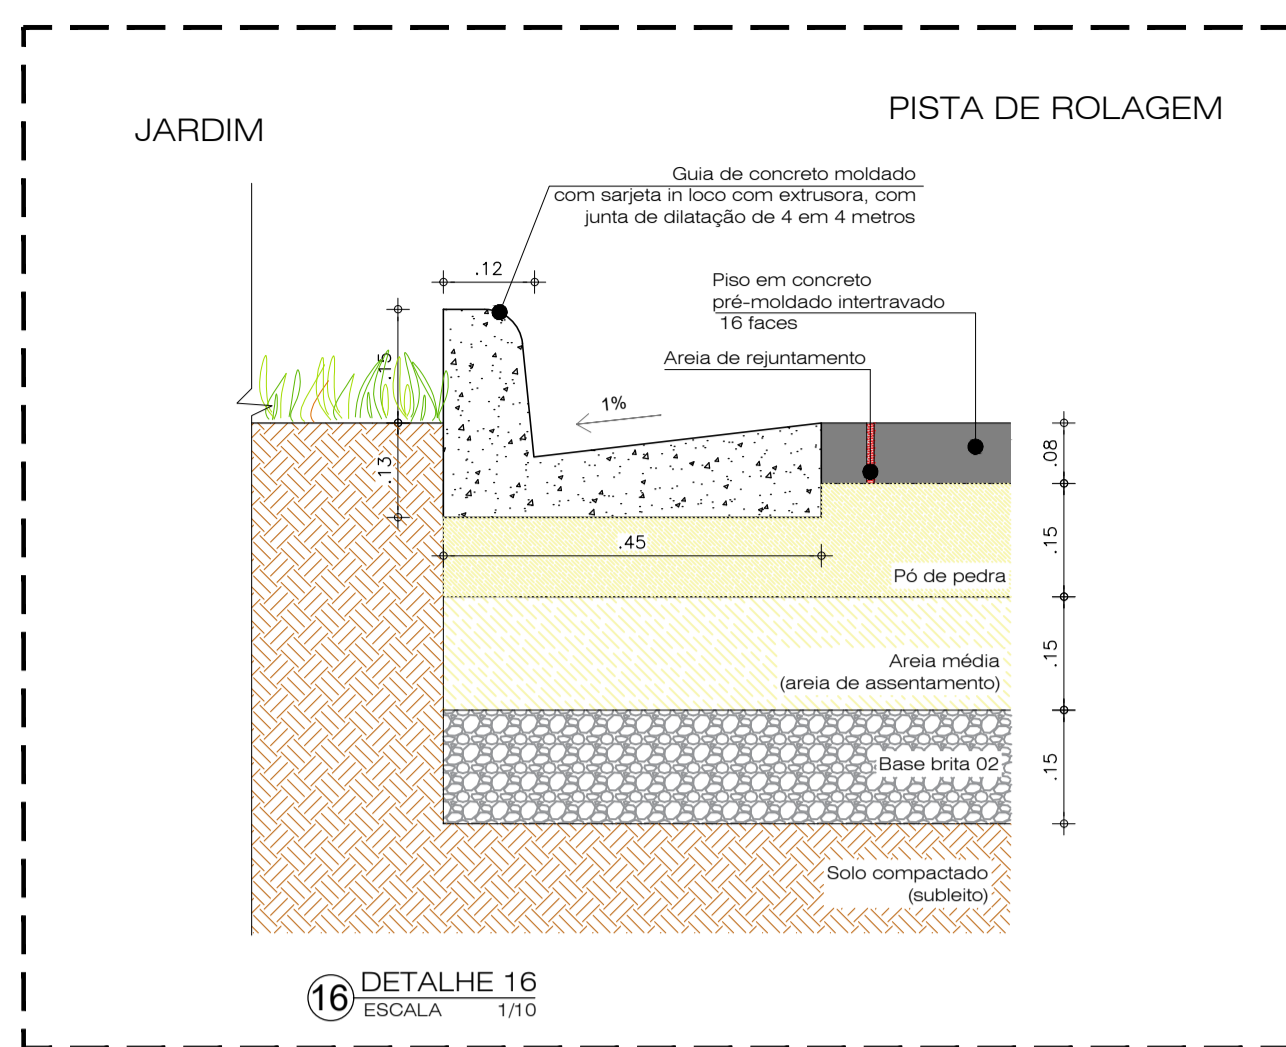 JARDIM
PISTA DE ROLAGEM
Guia de concreto moldado
com sarjeta in loco com extrusora, com
junta de dilatação de 4 em 4 metros
.12
Piso em concreto
pré-moldado intertravado
16 faces
Areia de rejuntamento
.15
1%
.13
.08
.45
.15
Pó de pedra
.15
Areia média
(areia de assentamento)
Base brita 02
.15
Solo compactado
(subleito)
16
DETALHE 16
ESCALA 1/10